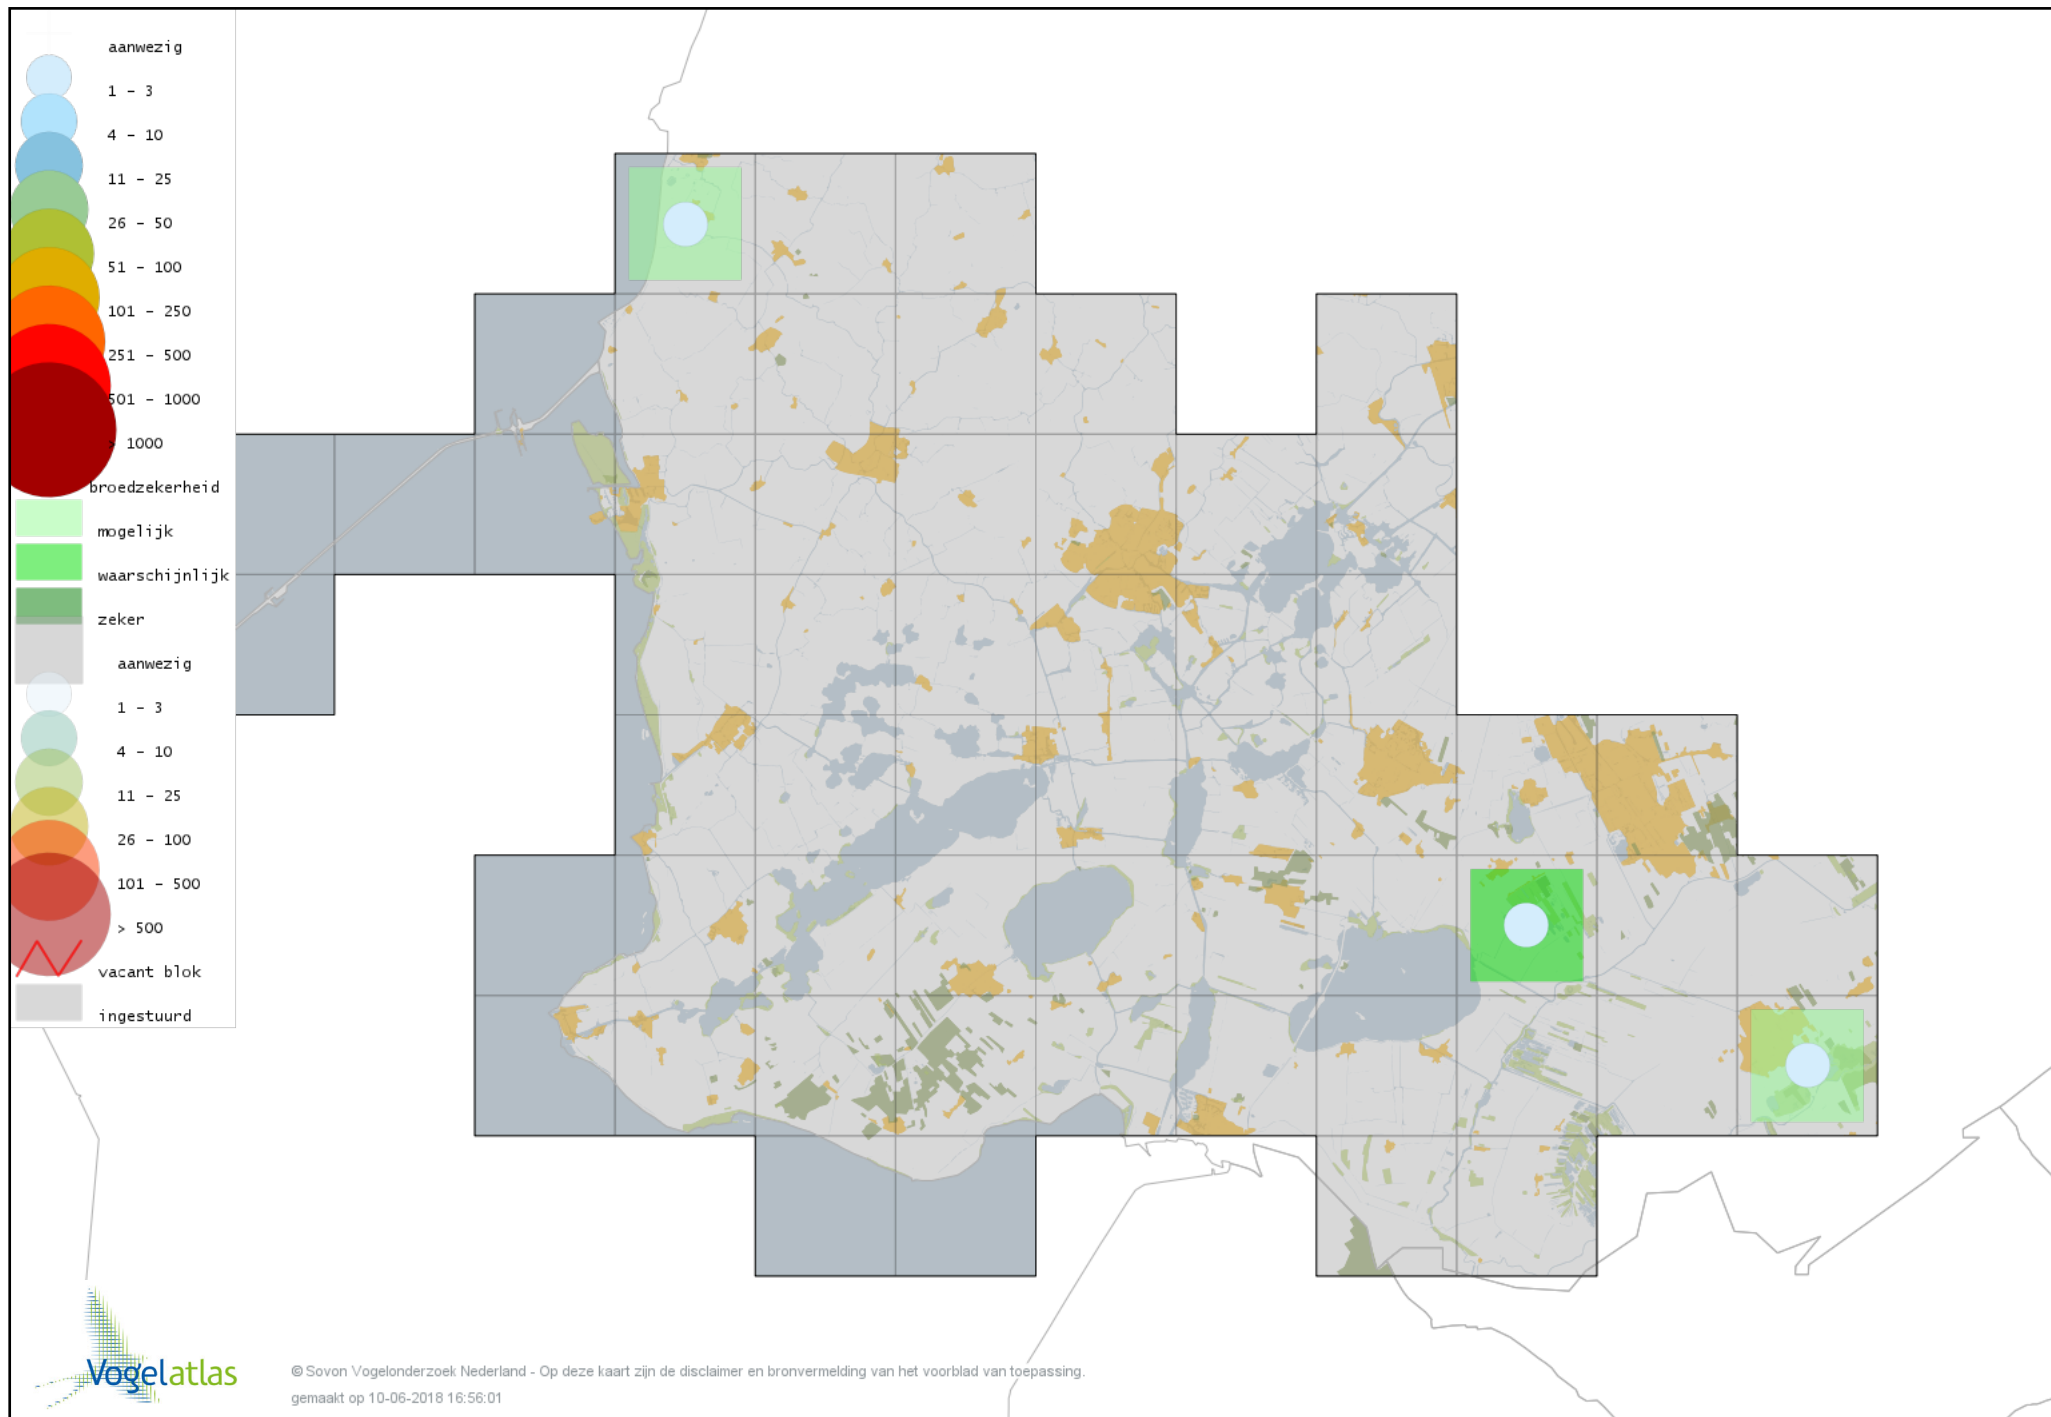 aanwezig
1 - 3
4 - 10
11 - 25
26 - 50
51 - 100
101 - 250
251 - 500
501 - 1000
> 1000
broedzekerheid
mogelijk
waarschijnlijk
zeker
aanwezig
1 - 3
4 - 10
11 - 25
26 - 100
101 - 500
> 500
vacant blok
ingestuurd
Vogelatlas
© Sovon Vogelonderzoek Nederland - Op deze kaart zijn de disclaimer en bronvermelding van het voorblad van toepassing.
gemaakt op 10-06-2018 16:56:01